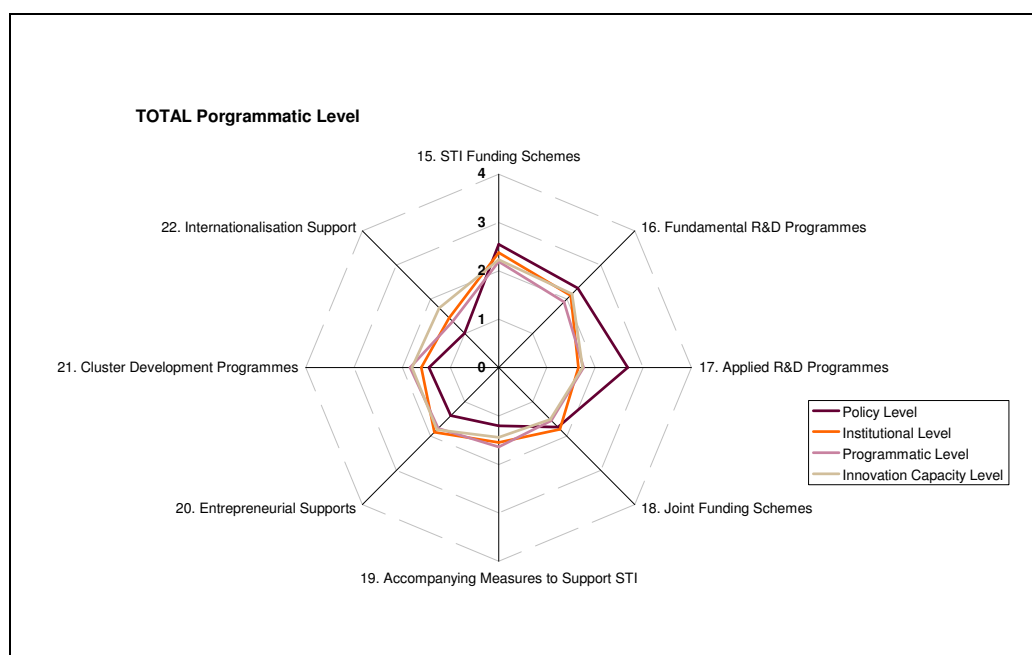 TOTAL Porgrammatic Level
15. STI Funding Schemes
4
3
2
1
0
16. Fundamental R&D Programmes
17. Applied R&D Programmes
18. Joint Funding Schemes
19. Accompanying Measures to Support STI
20. Entrepreneurial Supports
21. Cluster Development Programmes
22. Internationalisation Support
Policy Level
Institutional Level
Programmatic Level
Innovation Capacity Level